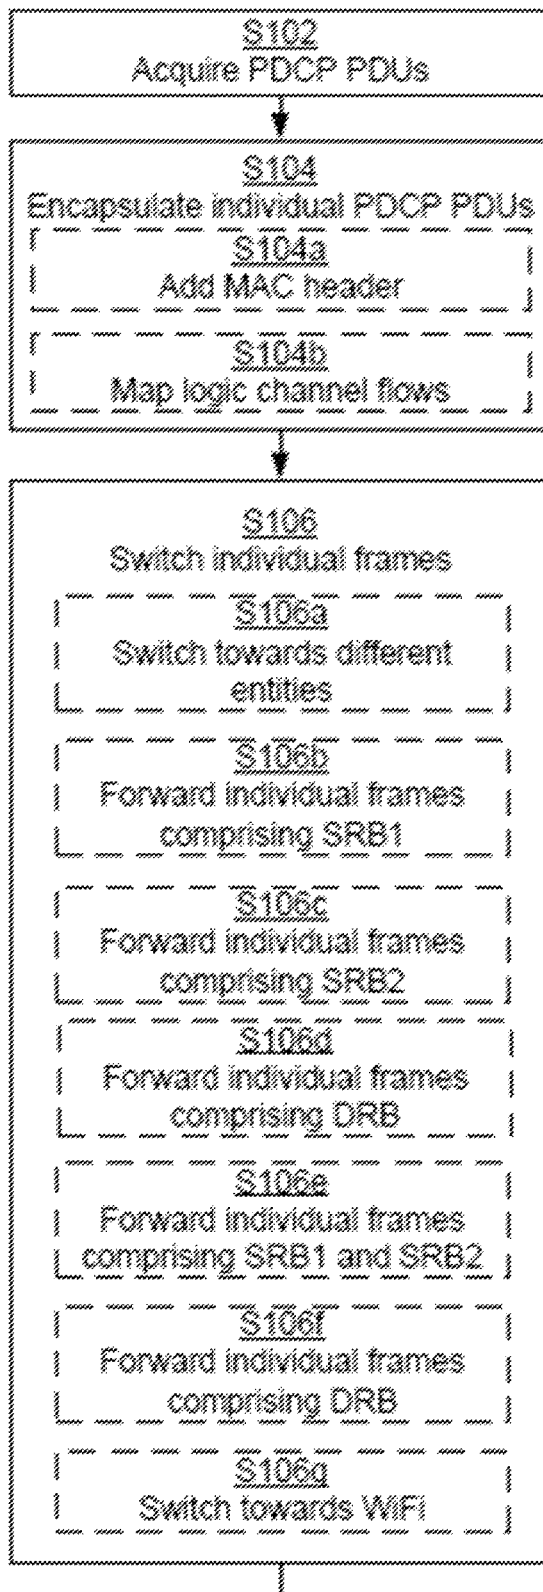 S102
Acquire PDCP PDUs
S104
Encapsulate individual PDCP PDUs
S104a
Add MAC header
S104b
Map logic channel flows
S106
Switch individual frames
S106a
Switch towards different
entities
S106b
Forward individual frames
comprising SRB1
S106c
Forward individual frames
comprising SRB2
S106d
Forward individual frames
comprising DRB
S106e
Forward individual frames
comprising SRB1 and SRB2
S106f
Forward individual frames
comprising DRB
S106g
Switch towards WiFi